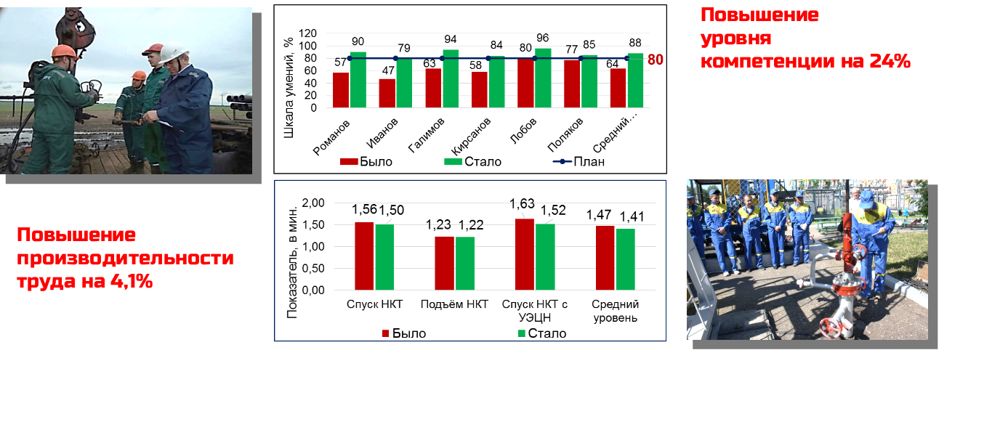 Повышение
уровня
компетенции на 24%
Шкала умений, %
120
100
80
60
40
20
0
57 90 47 79 63 94 58 84 80 96 77 85 64 88
80
Романов Иванов Галимов Кирсанов Лобов Поляков Средний...
Было Стало План
Повышение
производительности
труда на 4,1%
Показатель, в мин.
2,00
1,50
1,00
0,50
0,00
1,56 1,50 1,23 1,22 1,63 1,52 1,47 1,41
Спуск НКТ Подъём НКТ Спуск НКТ с Средний
УЭЦН уровень
Было Стало